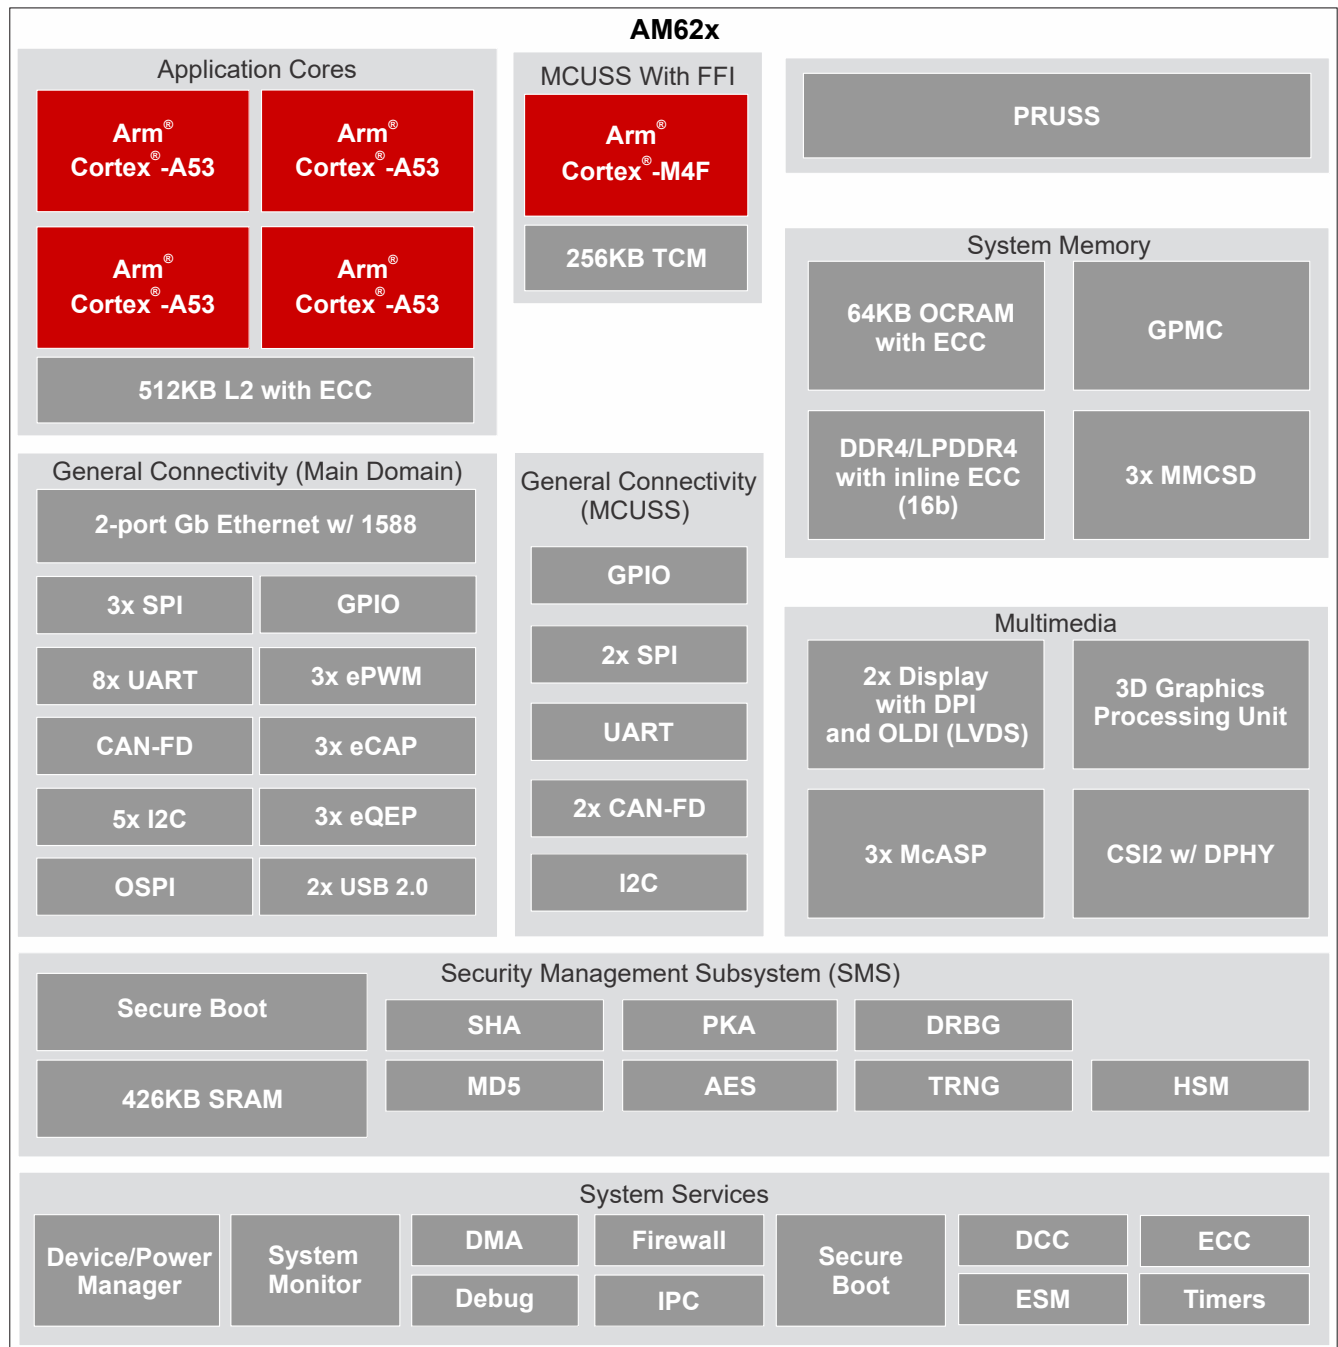 AM62x
Application Cores
Arm®
Cortex®-A53
Arm®
Cortex®-A53
Arm®
Cortex®-A53
Arm®
Cortex®-A53
512KB L2 with ECC
MCUSS With FFI
Arm®
Cortex®-M4F
256KB TCM
PRUSS
System Memory
64KB OCRAM
with ECC
GPMC
DDR4/LPDDR4
with inline ECC
(16b)
3x MMCSD
General Connectivity (Main Domain)
2-port Gb Ethernet w/ 1588
3x SPI
GPIO
8x UART
3x ePWM
CAN-FD
3x eCAP
5x I2C
3x eQEP
OSPI
2x USB 2.0
General Connectivity
(MCUSS)
GPIO
2x SPI
UART
2x CAN-FD
I2C
Multimedia
2x Display
with DPI
and OLDI (LVDS)
3D Graphics
Processing Unit
3x McASP
CSI2 w/ DPHY
Security Management Subsystem (SMS)
Secure Boot
SHA
PKA
DRBG
426KB SRAM
MD5
AES
TRNG
HSM
System Services
Device/Power
Manager
System
Monitor
DMA
Debug
Firewall
IPC
Secure
Boot
DCC
ESM
ECC
Timers